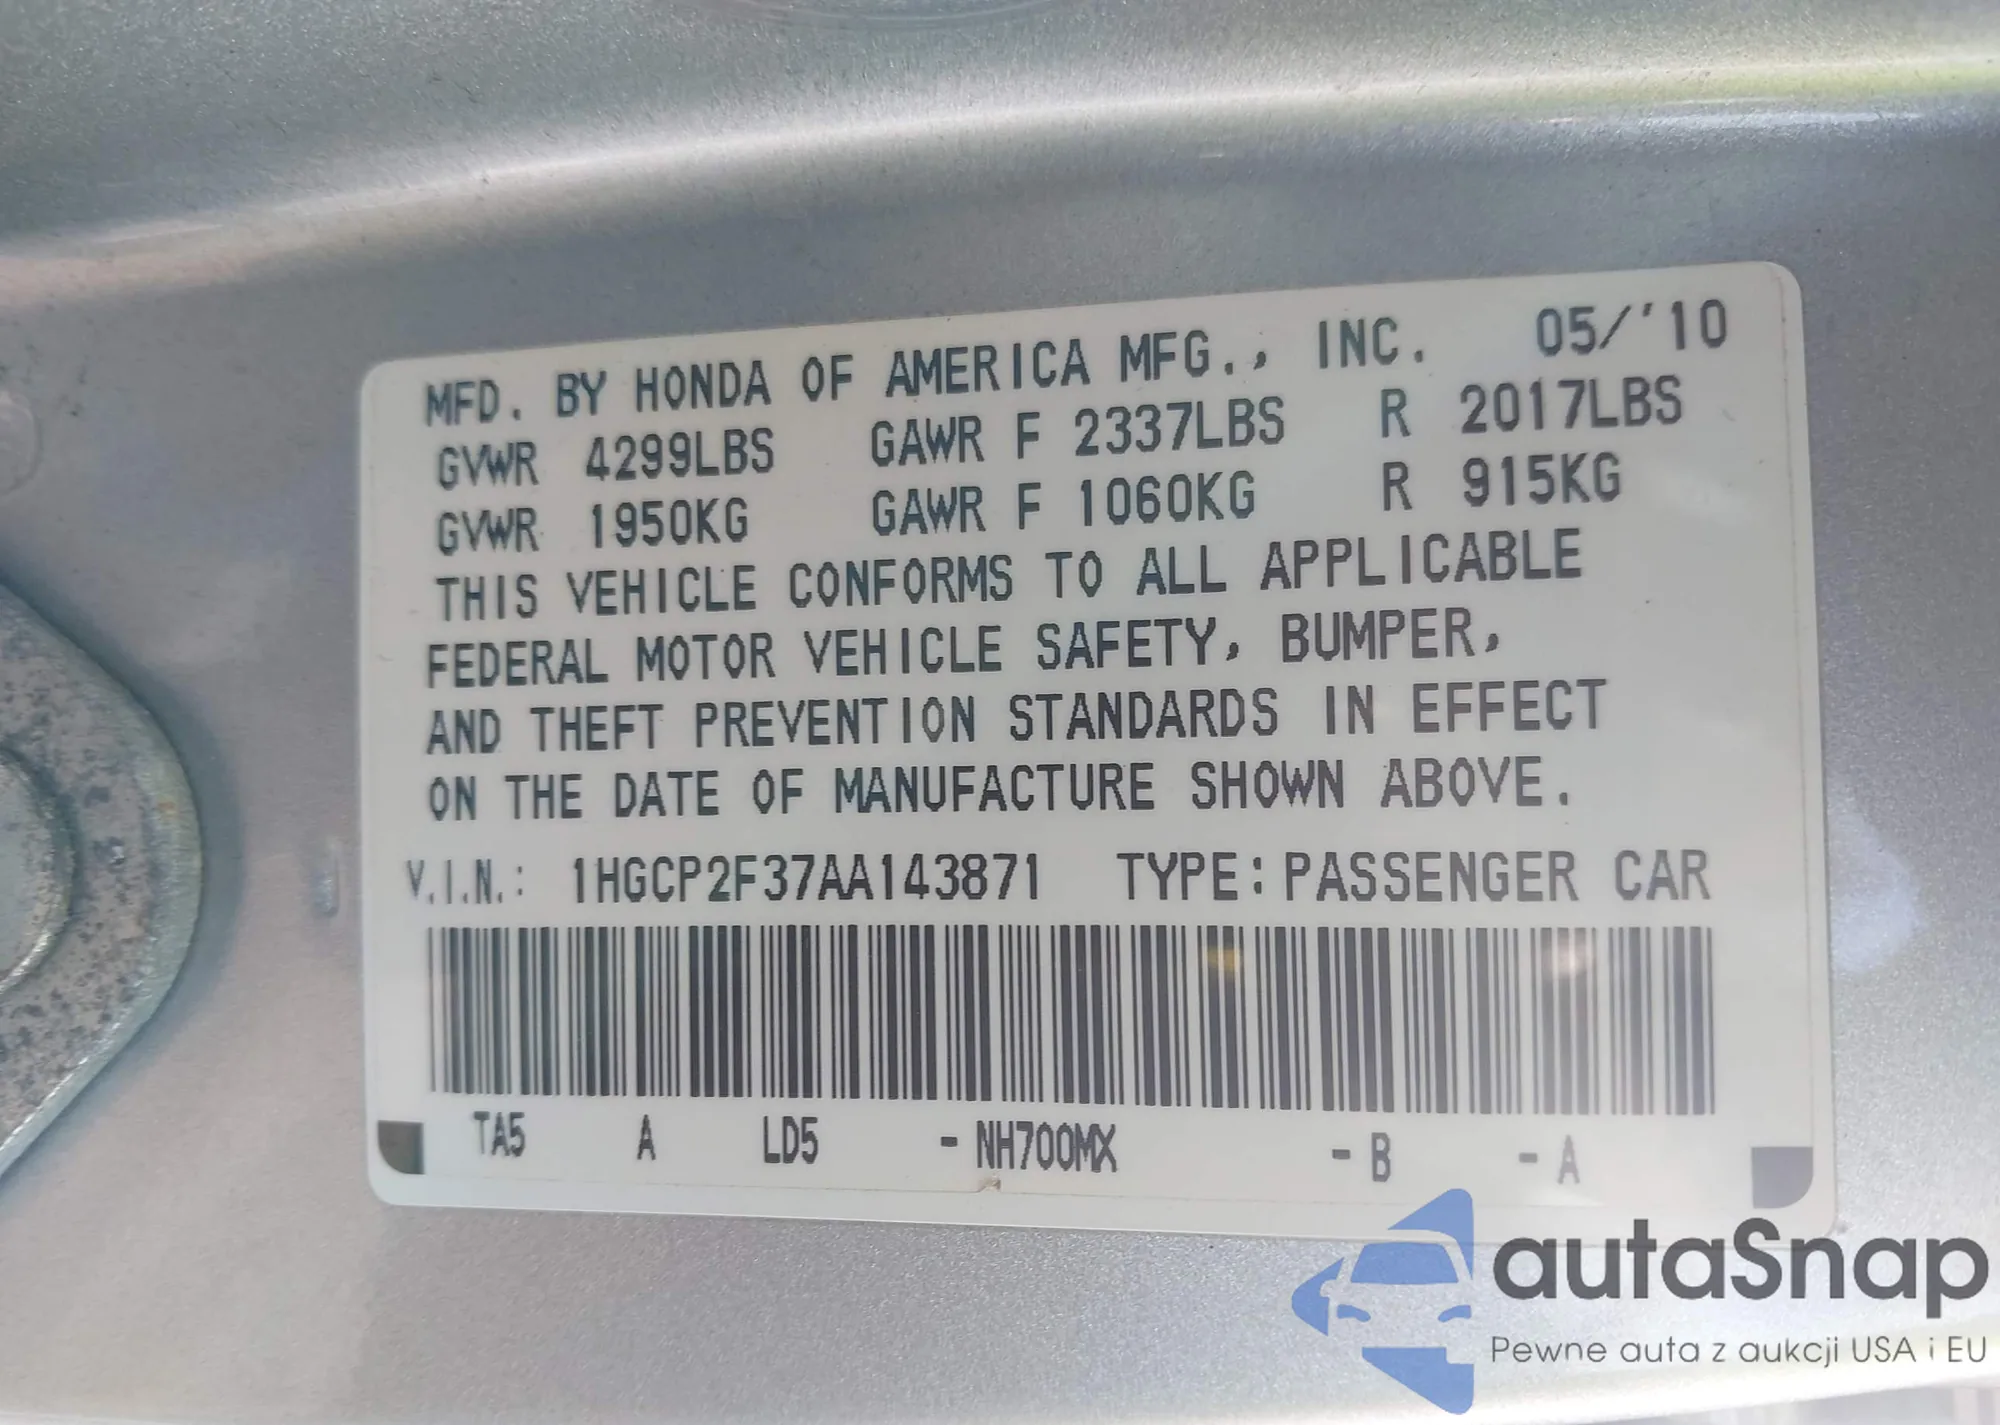 MFD. BY HONDA OF AMERICA MFG., INC. 05/'10
GVWR 4299LBS GAWR F 2337LBS R 2017LBS
GVWR 1950KG GAWR F 1060KG R 915KG
THIS VEHICLE CONFORMS TO ALL APPLICABLE
FEDERAL MOTOR VEHICLE SAFETY, BUMPER,
AND THEFT PREVENTION STANDARDS IN EFFECT
ON THE DATE OF MANUFACTURE SHOWN ABOVE.
V.I.N.: 1HGCP2F37AA143871 TYPE: PASSENGER CAR
TA5 A LD5 - NH700MX - B - A
autaSnap
Pewne auta z aukcji USA i EU